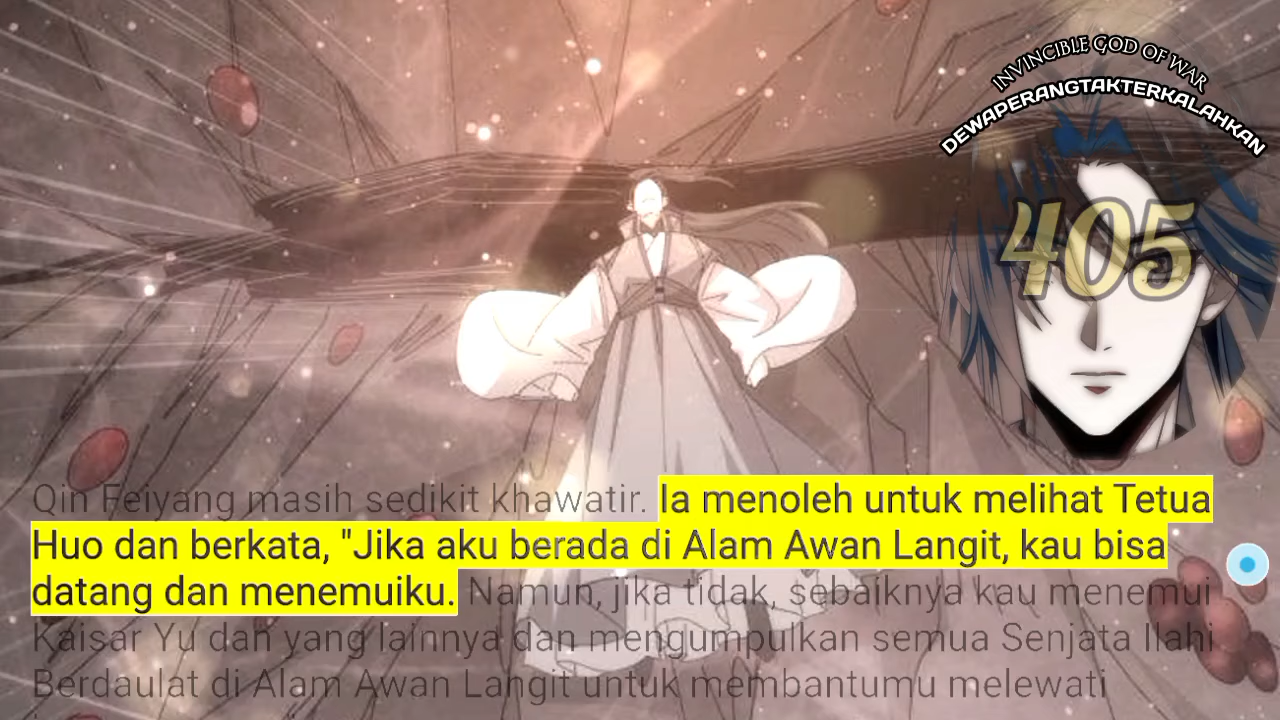 INVINCIBLE GOD OF WAR
DEWAPERANGTAKTERKALAHKAN
405
Qin Feiyang masih sedikit khawatir. Ia menoleh untuk melihat Tetua
Huo dan berkata, "Jika aku berada di Alam Awan Langit, kau bisa
datang dan menemuiku. Namun, jika tidak, sebaiknya kau menemui
Kaisar Yu dan yang lainnya dan mengumpulkan semua Senjata Ilahi
Berdaulat di Alam Awan Langit untuk membantumu melewati